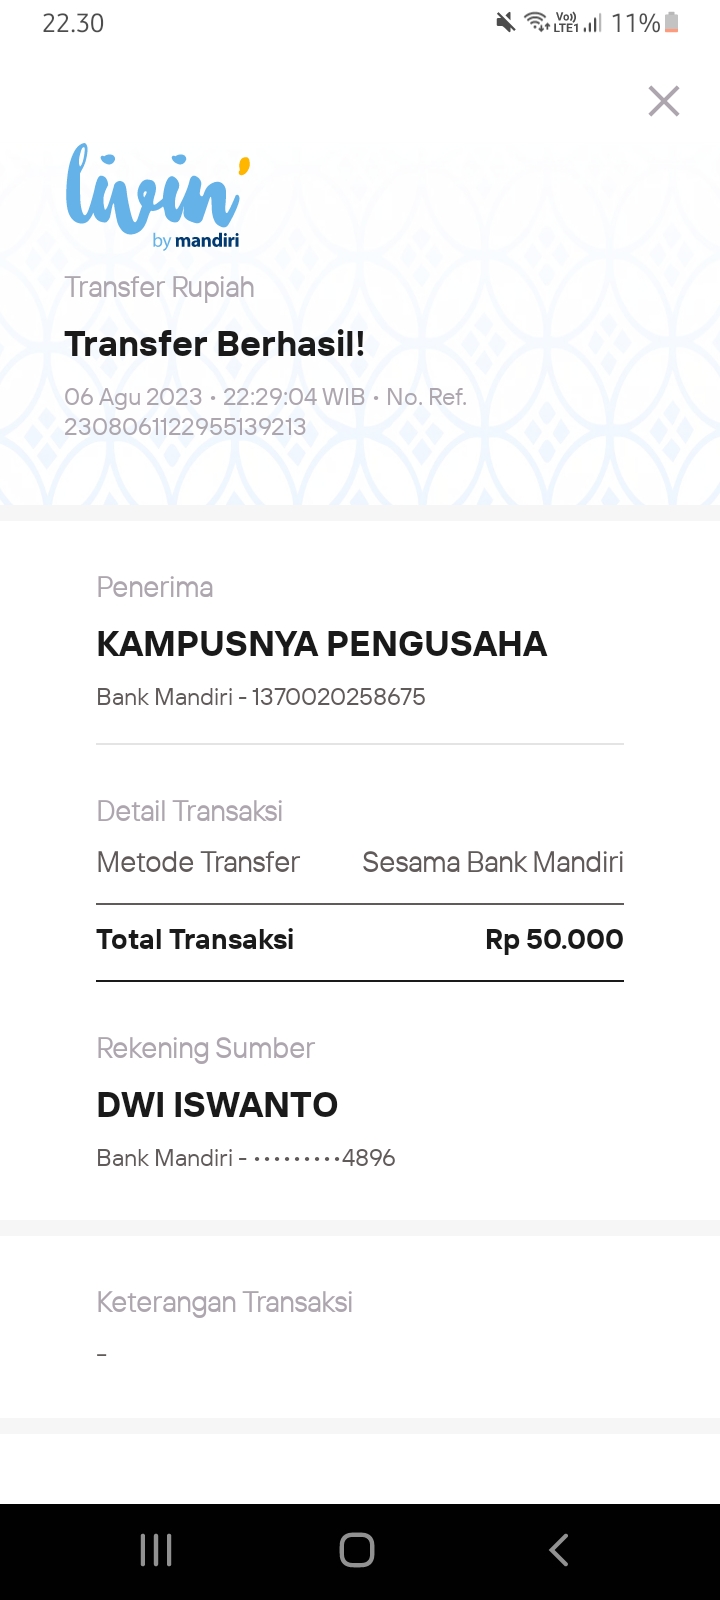 22.30
Vo))
LTE1
11%
livin'
by mandiri
Transfer Rupiah
Transfer Berhasil!
06 Agu 2023 • 22:29:04 WIB • No. Ref.
2308061122955139213
Penerima
KAMPUSNYA PENGUSAHA
Bank Mandiri - 1370020258675
Detail Transaksi
Metode Transfer Sesama Bank Mandiri
Total Transaksi Rp 50.000
Rekening Sumber
DWI ISWANTO
Bank Mandiri - •••••••••4896
Keterangan Transaksi
-